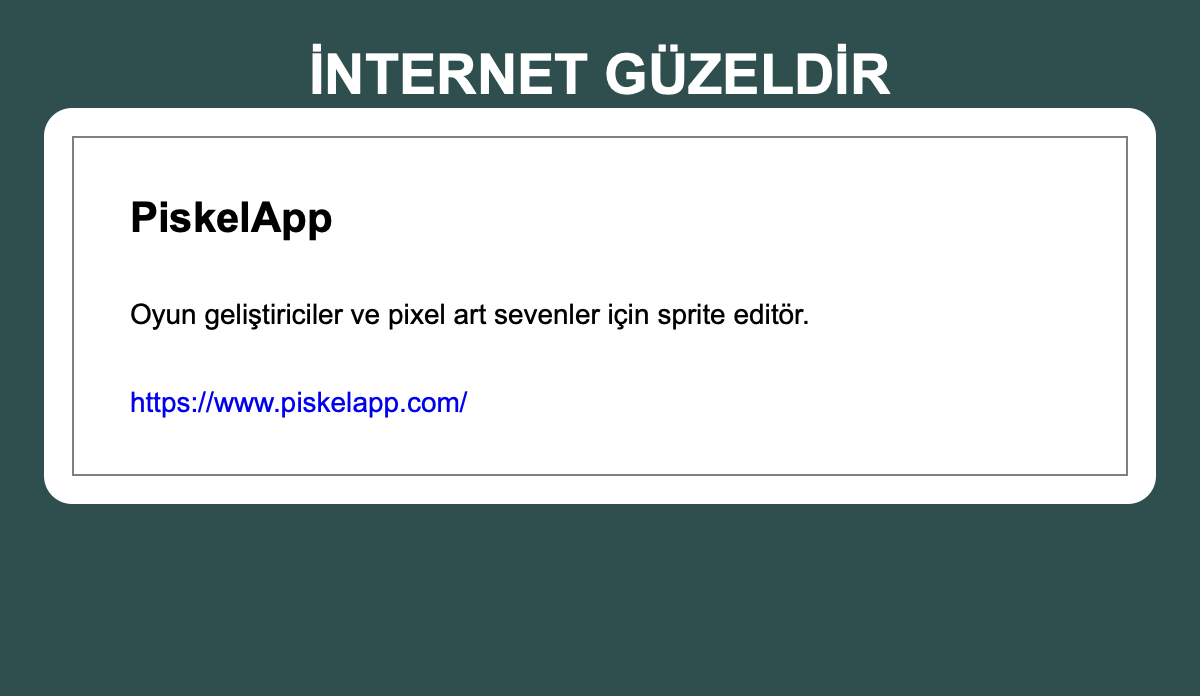 İNTERNET GÜZELDİR
PiskelApp
Oyun geliştiriciler ve pixel art sevenler için sprite editör.
https://www.piskelapp.com/